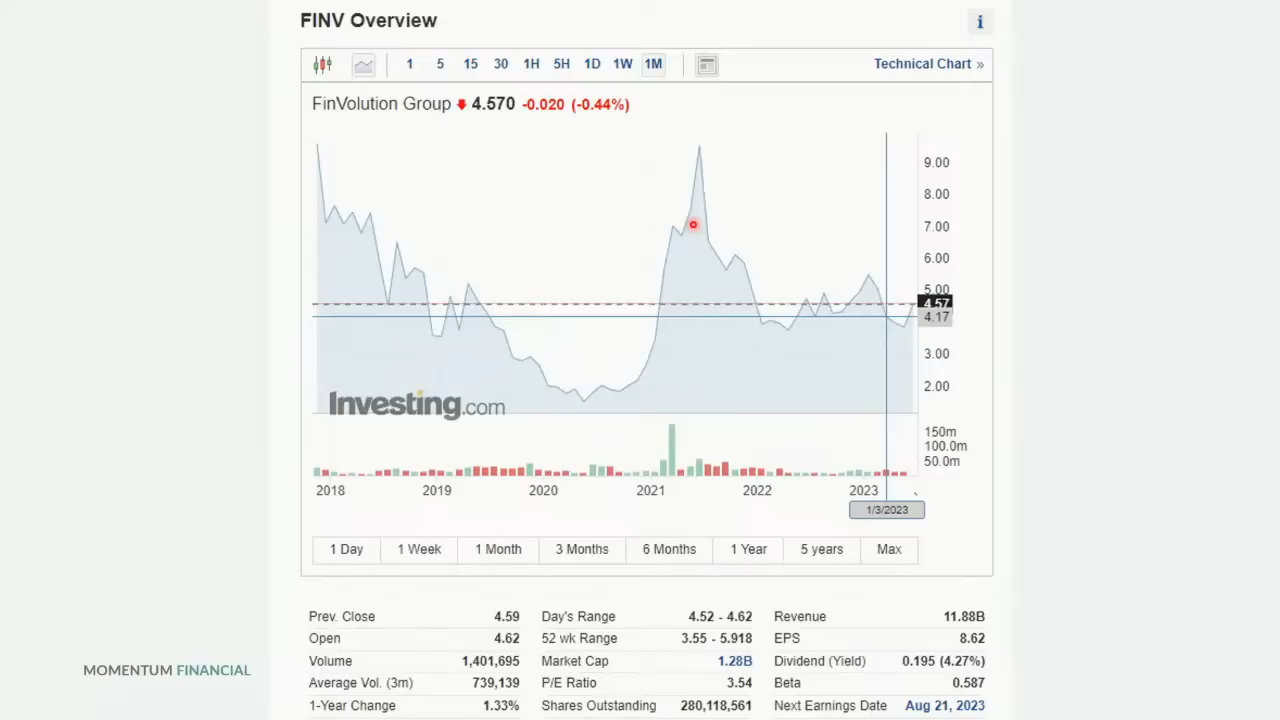 FINV Overview
i
1 5 15 30 1H 5H 1D 1W 1M Technical Chart »
FinVolution Group 4.570 -0.020 (-0.44%)
9.00
8.00
7.00
6.00
5.00
4.57
4.17
3.00
2.00
Investing.com
150m
100.0m
50.0m
2018 2019 2020 2021 2022 2023
1/3/2023
1 Day 1 Week 1 Month 3 Months 6 Months 1 Year 5 years Max
Prev. Close 4.59 Day's Range 4.52 - 4.62 Revenue 11.88B
Open 4.62 52 wk Range 3.55 - 5.918 EPS 8.62
Volume 1,401,695 Market Cap 1.28B Dividend (Yield) 0.195 (4.27%)
MOMENTUM FINANCIAL
Average Vol. (3m) 739,139 P/E Ratio 3.54 Beta 0.587
1-Year Change 1.33% Shares Outstanding 280,118,561 Next Earnings Date Aug 21, 2023